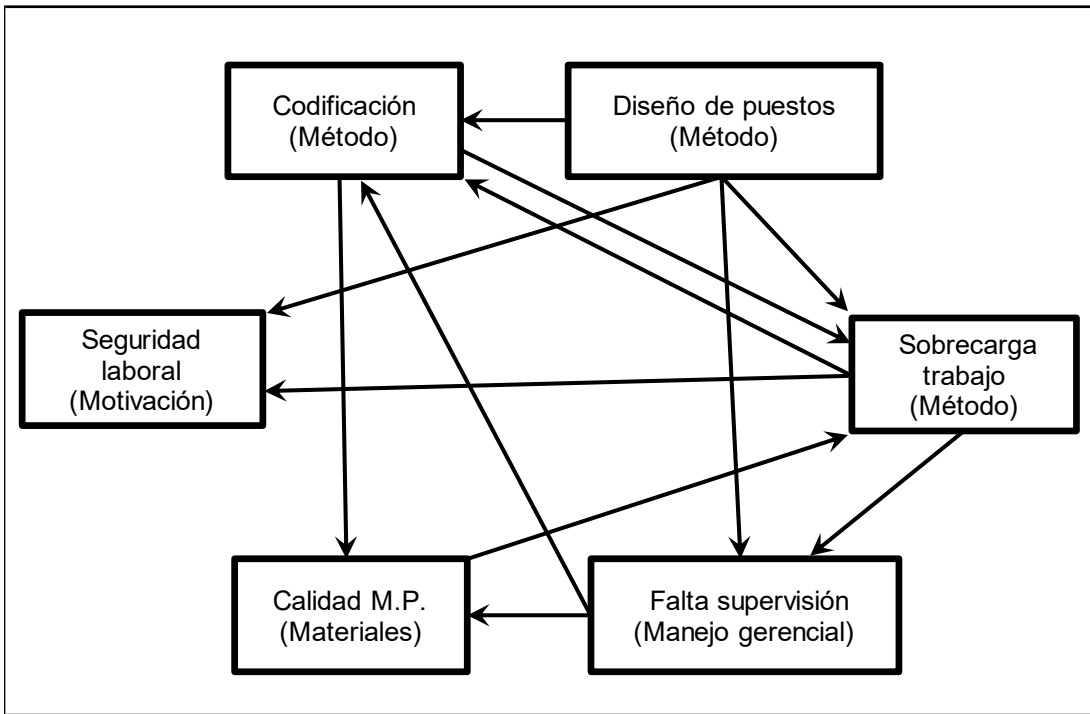 Codificación
(Método)
Diseño de puestos
(Método)
Seguridad
laboral
(Motivación)
Sobrecarga
trabajo
(Método)
Calidad M.P.
(Materiales)
Falta supervisión
(Manejo gerencial)